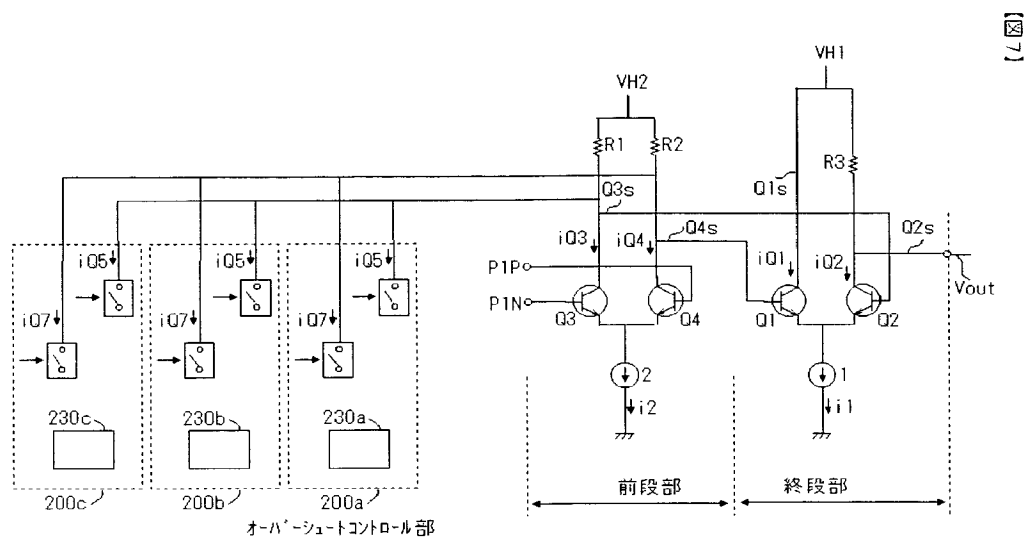 【図7】
VH1
VH2
R1
R2
R3
Q3s
Q1s
Q4s
Q2s
iQ3
iQ4
iQ1
iQ2
iQ5
iQ5
iQ5
P1P
P1N
Vout
iQ7
iQ7
iQ7
Q3
Q4
Q1
Q2
2
1
i2
i1
230c
230b
230a
200c
200b
200a
前段部
終段部
オーバーシュートコントロール部